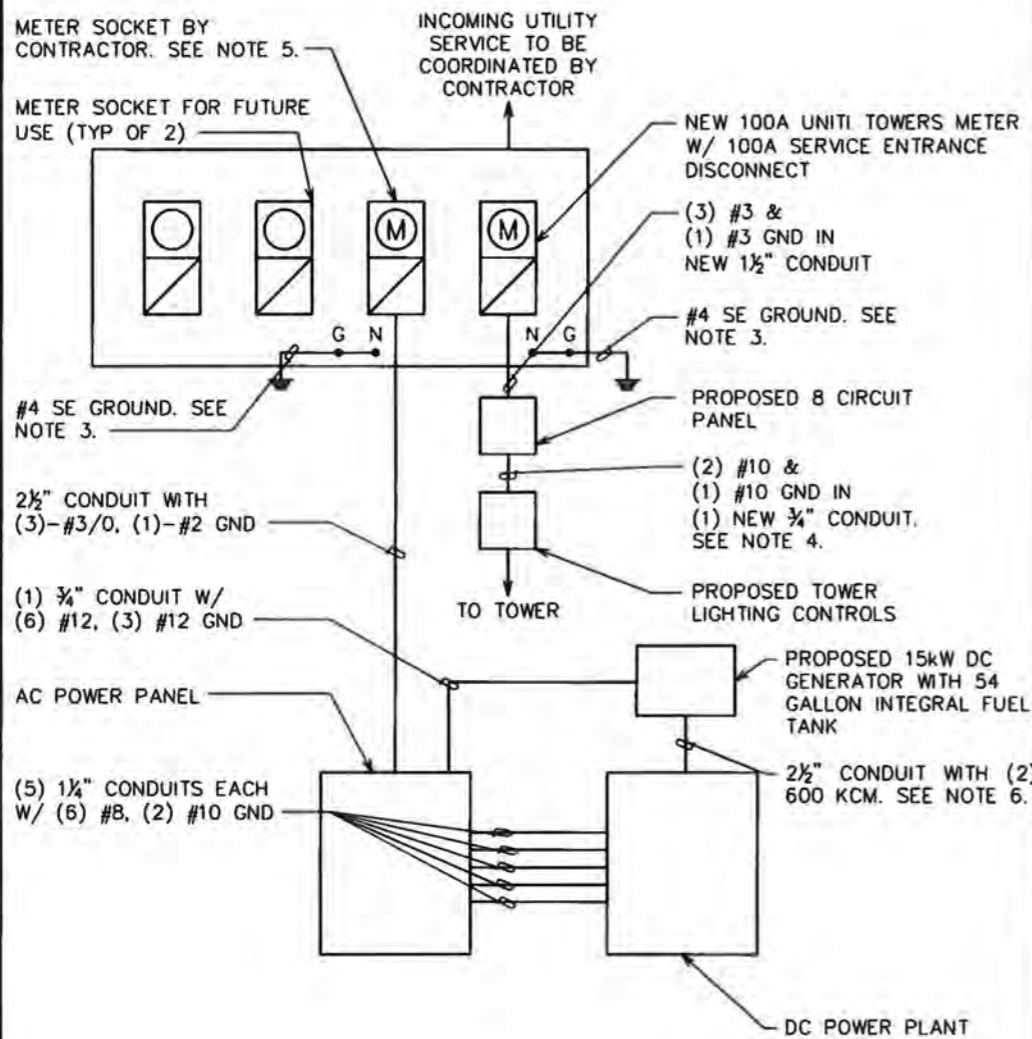 METER SOCKET BY
CONTRACTOR. SEE NOTE 5.
METER SOCKET FOR FUTURE
USE (TYP OF 2)
INCOMING UTILITY
SERVICE TO BE
COORDINATED BY
CONTRACTOR
NEW 100A UNITI TOWERS METER
W/ 100A SERVICE ENTRANCE
DISCONNECT
(3) #3 &
(1) #3 GND IN
NEW 1½" CONDUIT
M
M
G N
N G
#4 SE GROUND. SEE
NOTE 3.
#4 SE GROUND. SEE
NOTE 3.
PROPOSED 8 CIRCUIT
PANEL
2½" CONDUIT WITH
(3)-#3/0, (1)-#2 GND
(2) #10 &
(1) #10 GND IN
(1) NEW ¾" CONDUIT.
SEE NOTE 4.
(1) ¾" CONDUIT W/
(6) #12, (3) #12 GND
TO TOWER
PROPOSED TOWER
LIGHTING CONTROLS
AC POWER PANEL
PROPOSED 15kW DC
GENERATOR WITH 54
GALLON INTEGRAL FUEL
TANK
(5) 1¼" CONDUITS EACH
W/ (6) #8, (2) #10 GND
2½" CONDUIT WITH (2)
600 KCM. SEE NOTE 6.
DC POWER PLANT